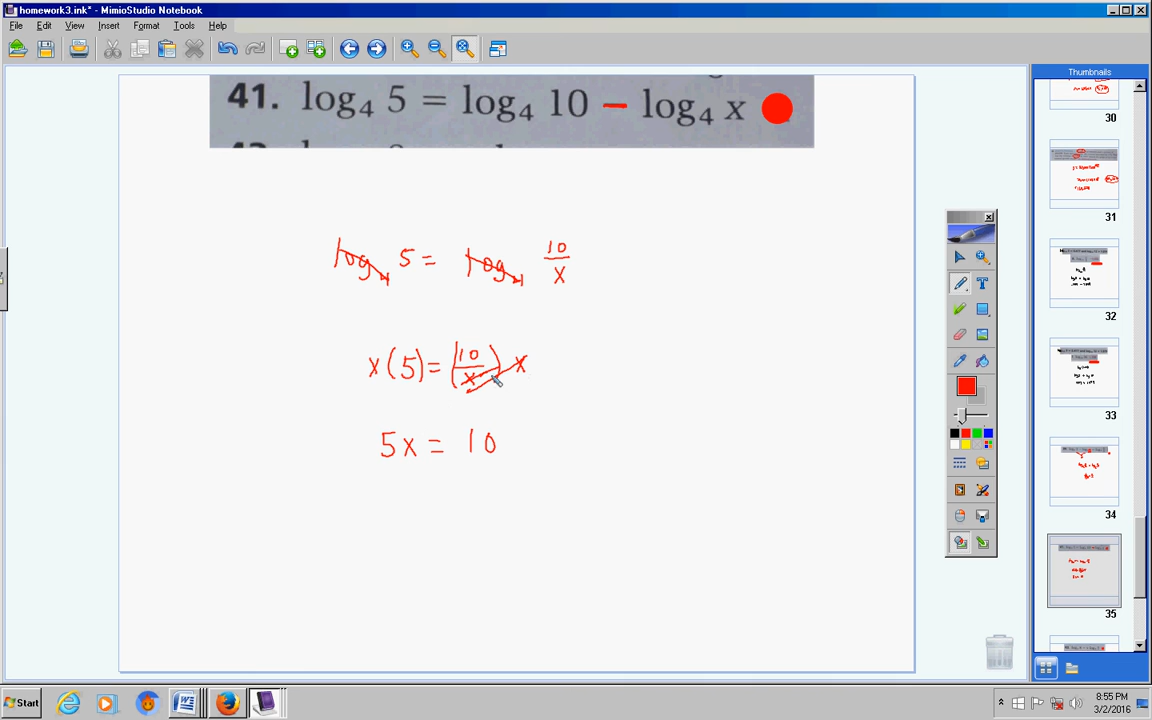 homework3.ink* - MimioStudio Notebook
File Edit View Insert Format Tools Help
Thumbnails
41. log₄ 5 = log₄ 10 − log₄ x
log₄ 5 = log₄ 10/x
x(5) = (10/x) x
5x = 10
30
31
32
33
34
35
Start
8:55 PM
3/2/2016